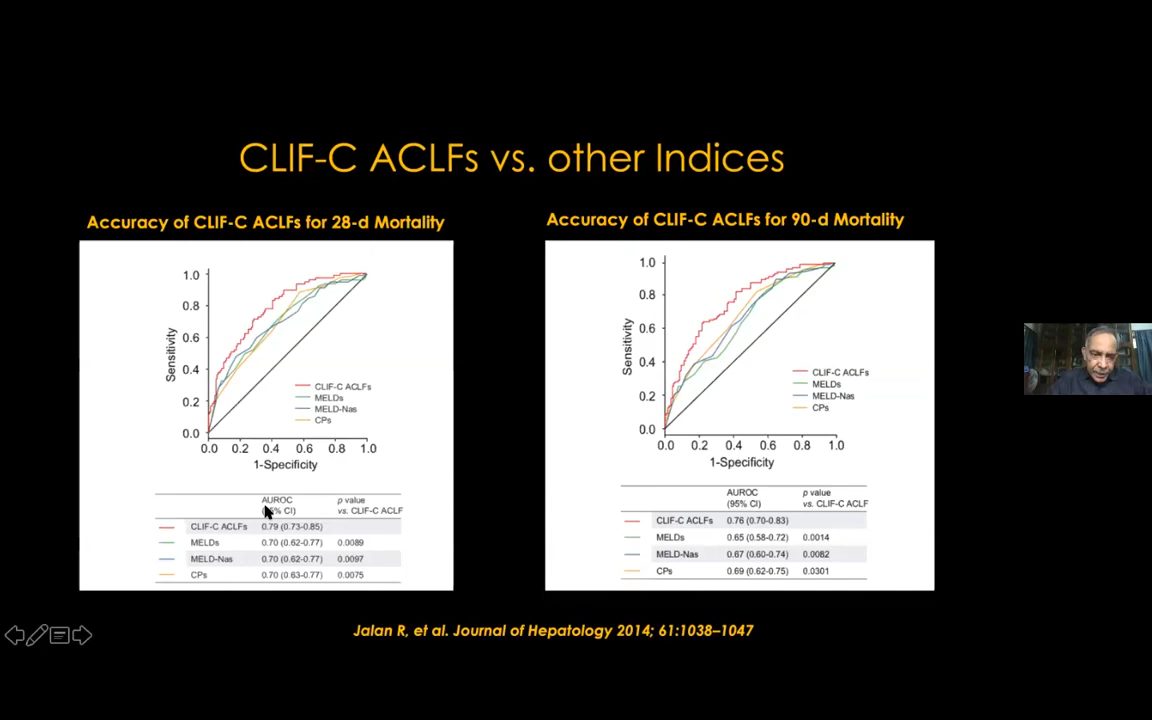 CLIF-C ACLFs vs. other Indices
Accuracy of CLIF-C ACLFs for 28-d Mortality
1.0
0.8
0.6
0.4
0.2
0.0
Sensitivity
0.0 0.2 0.4 0.6 0.8 1.0
1-Specificity
CLIF-C ACLFs
MELDs
MELD-Nas
CPs
AUROC p value
CI) vs. CLIF-C ACLF
CLIF-C ACLFs 0.79 (0.73-0.85)
MELDs 0.70 (0.62-0.77) 0.0089
MELD-Nas 0.70 (0.62-0.77) 0.0097
CPs 0.70 (0.63-0.77) 0.0075
Accuracy of CLIF-C ACLFs for 90-d Mortality
1.0
0.8
0.6
0.4
0.2
0.0
Sensitivity
0.0 0.2 0.4 0.6 0.8 1.0
1-Specificity
CLIF-C ACLFs
MELDs
MELD-Nas
CPs
AUROC p value
(95% CI) vs. CLIF-C ACLF
CLIF-C ACLFs 0.76 (0.70-0.83)
MELDs 0.65 (0.58-0.72) 0.0014
MELD-Nas 0.67 (0.60-0.74) 0.0082
CPs 0.69 (0.62-0.75) 0.0301
Jalan R, et al. Journal of Hepatology 2014; 61:1038–1047